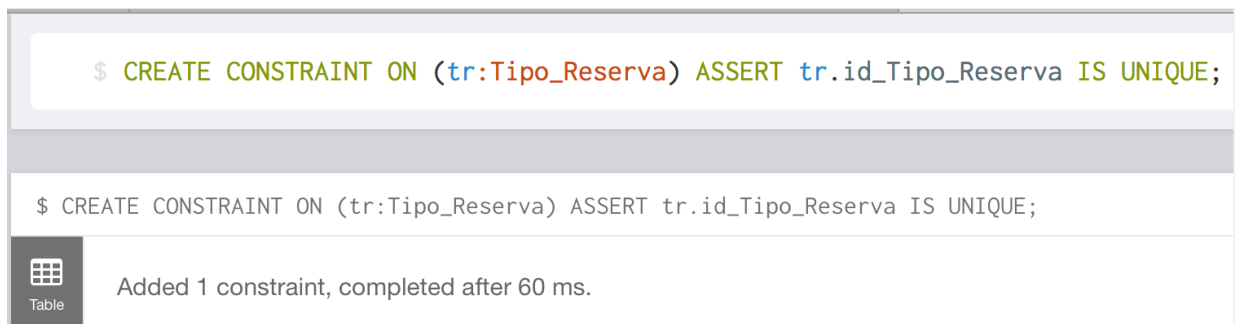 $ CREATE CONSTRAINT ON (tr:Tipo_Reserva) ASSERT tr.id_Tipo_Reserva IS UNIQUE;
$ CREATE CONSTRAINT ON (tr:Tipo_Reserva) ASSERT tr.id_Tipo_Reserva IS UNIQUE;
Added 1 constraint, completed after 60 ms.
Table